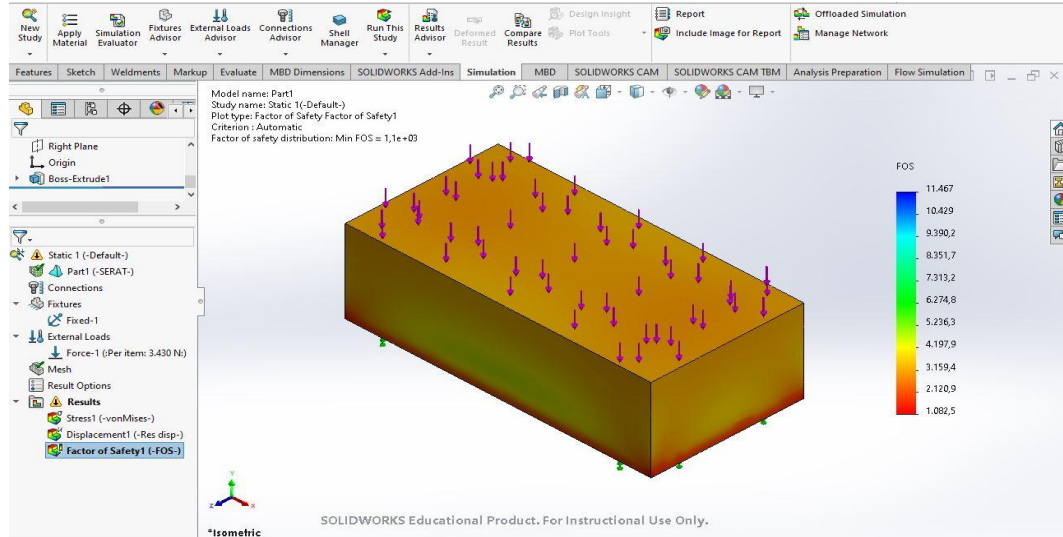 New Study
Apply Material
Simulation Evaluator
Fixtures Advisor
External Loads Advisor
Connections Advisor
Shell Manager
Run This Study
Results Advisor
Deformed Result
Compare Results
Design Insight
Plot Tools
Report
Include Image for Report
Offloaded Simulation
Manage Network
Features Sketch Weldments Markup Evaluate MBD Dimensions SOLIDWORKS Add-Ins Simulation MBD SOLIDWORKS CAM SOLIDWORKS CAM TBM Analysis Preparation Flow Simulation
Right Plane
Origin
Boss-Extrude1
Static 1 (-Default-)
Part1 (-SERAT-)
Connections
Fixtures
Fixed-1
External Loads
Force-1 (:Per item: 3.430 N:)
Mesh
Result Options
Results
Stress1 (-vonMises-)
Displacement1 (-Res disp-)
Factor of Safety1 (-FOS-)
Model name: Part1
Study name: Static 1(-Default-)
Plot type: Factor of Safety Factor of Safety1
Criterion : Automatic
Factor of safety distribution: Min FOS = 1,1e+03
FOS
11.467
10.429
9.390,2
8.351,7
7.313,2
6.274,8
5.236,3
4.197,9
3.159,4
2.120,9
1.082,5
Y
Z
X
SOLIDWORKS Educational Product. For Instructional Use Only.
*Isometric